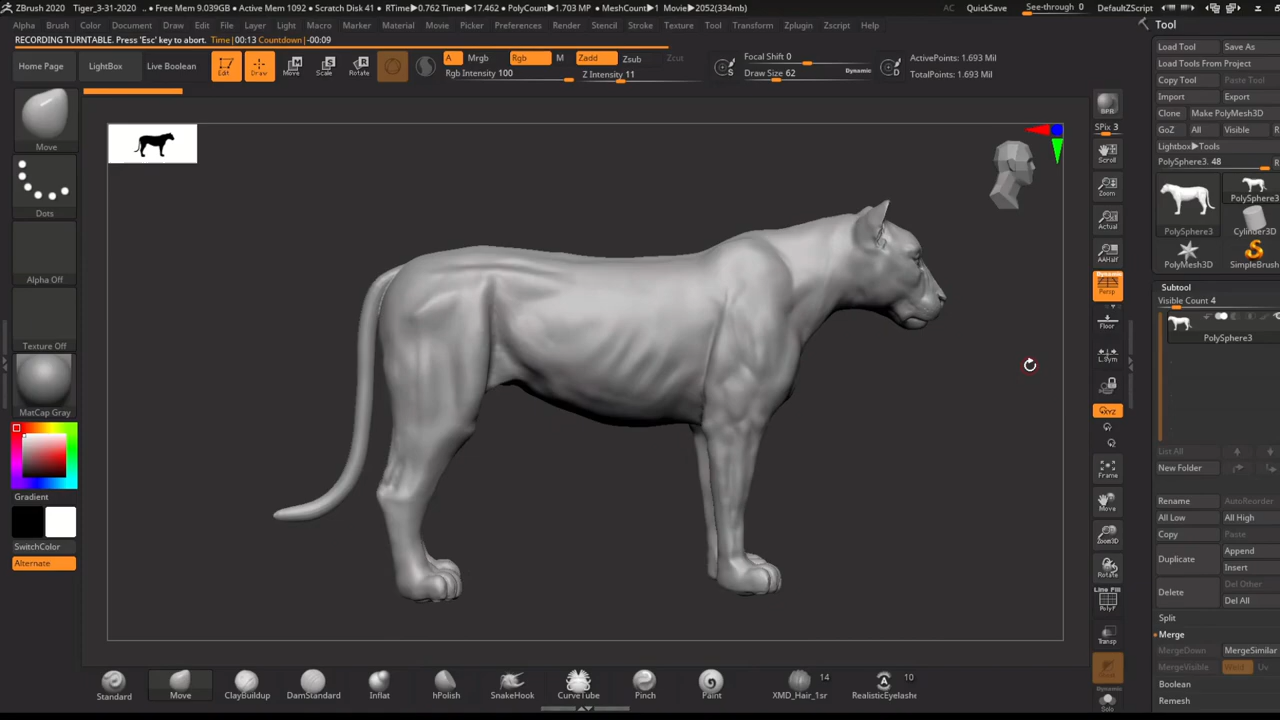 ZBrush 2020 Tiger_3-31-2020 .. • Free Mem 9.039GB • Active Mem 1092 • Scratch Disk 41 • RTime▶0.762 Timer▶17.462 • PolyCount▶1.703 MP • MeshCount▶1 Movie▶2052(334mb) AC QuickSave See-through 0 Menus DefaultZScript
Alpha Brush Color Document Draw Edit File Layer Light Macro Marker Material Movie Picker Preferences Render Stencil Stroke Texture Tool Transform Zplugin Zscript Help
RECORDING TURNTABLE. Press 'Esc' key to abort. Time|00:13 Countdown|-00:09
Home Page
LightBox
Live Boolean
Edit
Draw
Move
Scale
Rotate
A Mrgb Rgb M Zadd Zsub Zcut
Rgb Intensity 100 Z Intensity 11
S
Focal Shift 0
Draw Size 62 Dynamic
D
ActivePoints: 1.693 Mil
TotalPoints: 1.693 Mil
Move
Dots
Alpha Off
Texture Off
MatCap Gray
Gradient
SwitchColor
Alternate
BPR
SPix 3
Scroll
Zoom
Actual
AAHalf
Dynamic
Persp
Floor
L.Sym
XYZ
Frame
Move
Zoom3D
Rotate
Line Fill
PolyF
Transp
Dynamic
Solo
Tool
Load Tool Save As
Load Tools From Project
Copy Tool Paste Tool
Import Export
Clone Make PolyMesh3D
GoZ All Visible R
Lightbox▶Tools
PolySphere3. 48 R
PolySphere3
PolySphere3
Cylinder3D
PolyMesh3D
SimpleBrush
Subtool
Visible Count 4
PolySphere3
List All
New Folder
Rename AutoReorder
All Low All High
Copy Paste
Duplicate Append
Insert
Delete Del Other
Del All
Split
Merge
MergeDown MergeSimilar
MergeVisible Weld Uv
Boolean
Remesh
Standard
Move
ClayBuildup
DamStandard
Inflat
hPolish
SnakeHook
CurveTube
Pinch
Paint
14
XMD_Hair_1sr
10
RealisticEyelashe